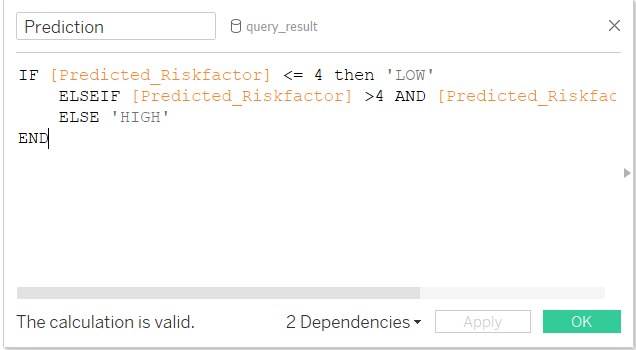 Prediction query_result
IF [Predicted_Riskfactor] <= 4 then 'LOW'
ELSEIF [Predicted_Riskfactor] >4 AND [Predicted_Riskfac
ELSE 'HIGH'
END
The calculation is valid. 2 Dependencies Apply OK